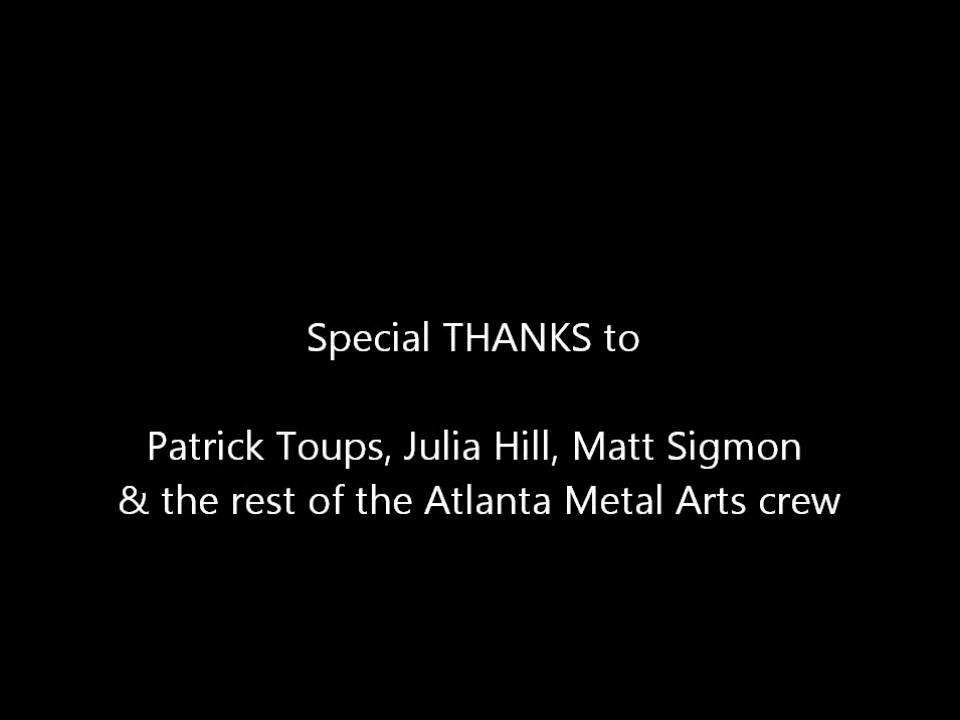 Special THANKS to
Patrick Toups, Julia Hill, Matt Sigmon
& the rest of the Atlanta Metal Arts crew